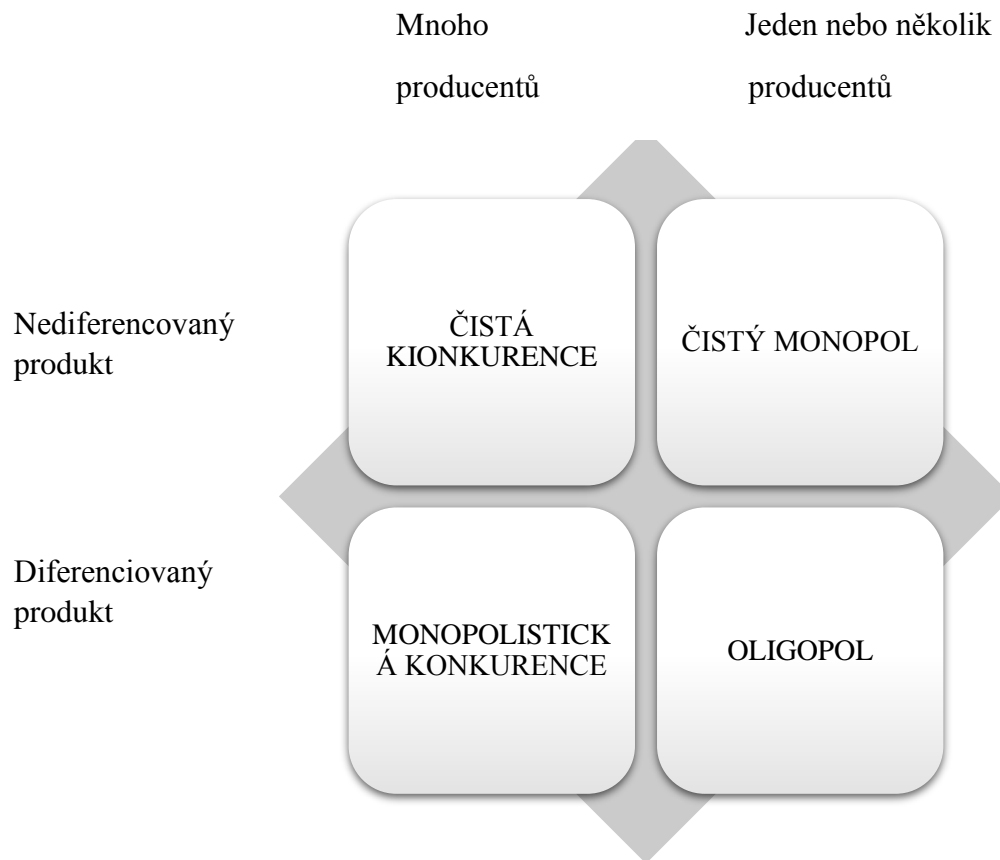 Mnoho
producentů
Jeden nebo několik
producentů
Nediferencovaný
produkt
ČISTÁ
KIONKURENCE
ČISTÝ MONOPOL
Diferenciovaný
produkt
MONOPOLISTICK
Á KONKURENCE
OLIGOPOL